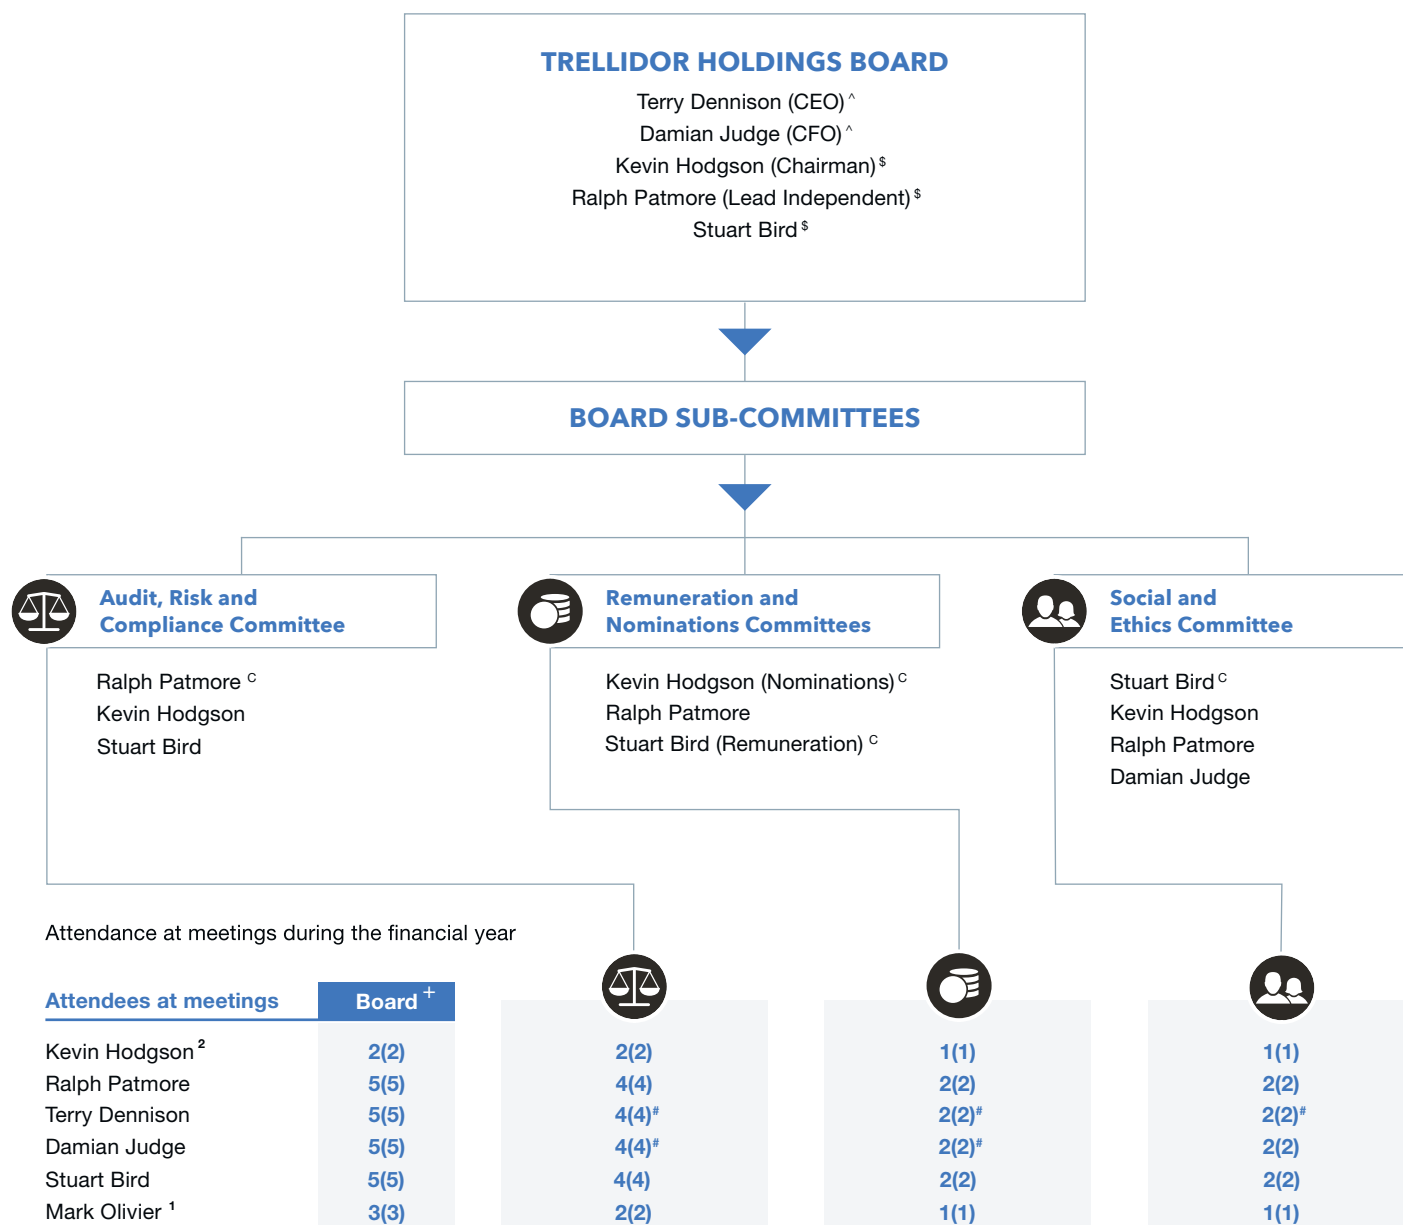 TRELLIDOR HOLDINGS BOARD
Terry Dennison (CEO) ^
Damian Judge (CFO) ^
Kevin Hodgson (Chairman) $
Ralph Patmore (Lead Independent) $
Stuart Bird $
BOARD SUB-COMMITTEES
Audit, Risk and
Compliance Committee
Ralph Patmore C
Kevin Hodgson
Stuart Bird
Remuneration and
Nominations Committees
Kevin Hodgson (Nominations) C
Ralph Patmore
Stuart Bird (Remuneration) C
Social and
Ethics Committee
Stuart Bird C
Kevin Hodgson
Ralph Patmore
Damian Judge
Attendance at meetings during the financial year
Attendees at meetings Board +
Kevin Hodgson 2 2(2) 2(2) 1(1) 1(1)
Ralph Patmore 5(5) 4(4) 2(2) 2(2)
Terry Dennison 5(5) 4(4)# 2(2)# 2(2)#
Damian Judge 5(5) 4(4)# 2(2)# 2(2)
Stuart Bird 5(5) 4(4) 2(2) 2(2)
Mark Olivier 1 3(3) 2(2) 1(1) 1(1)